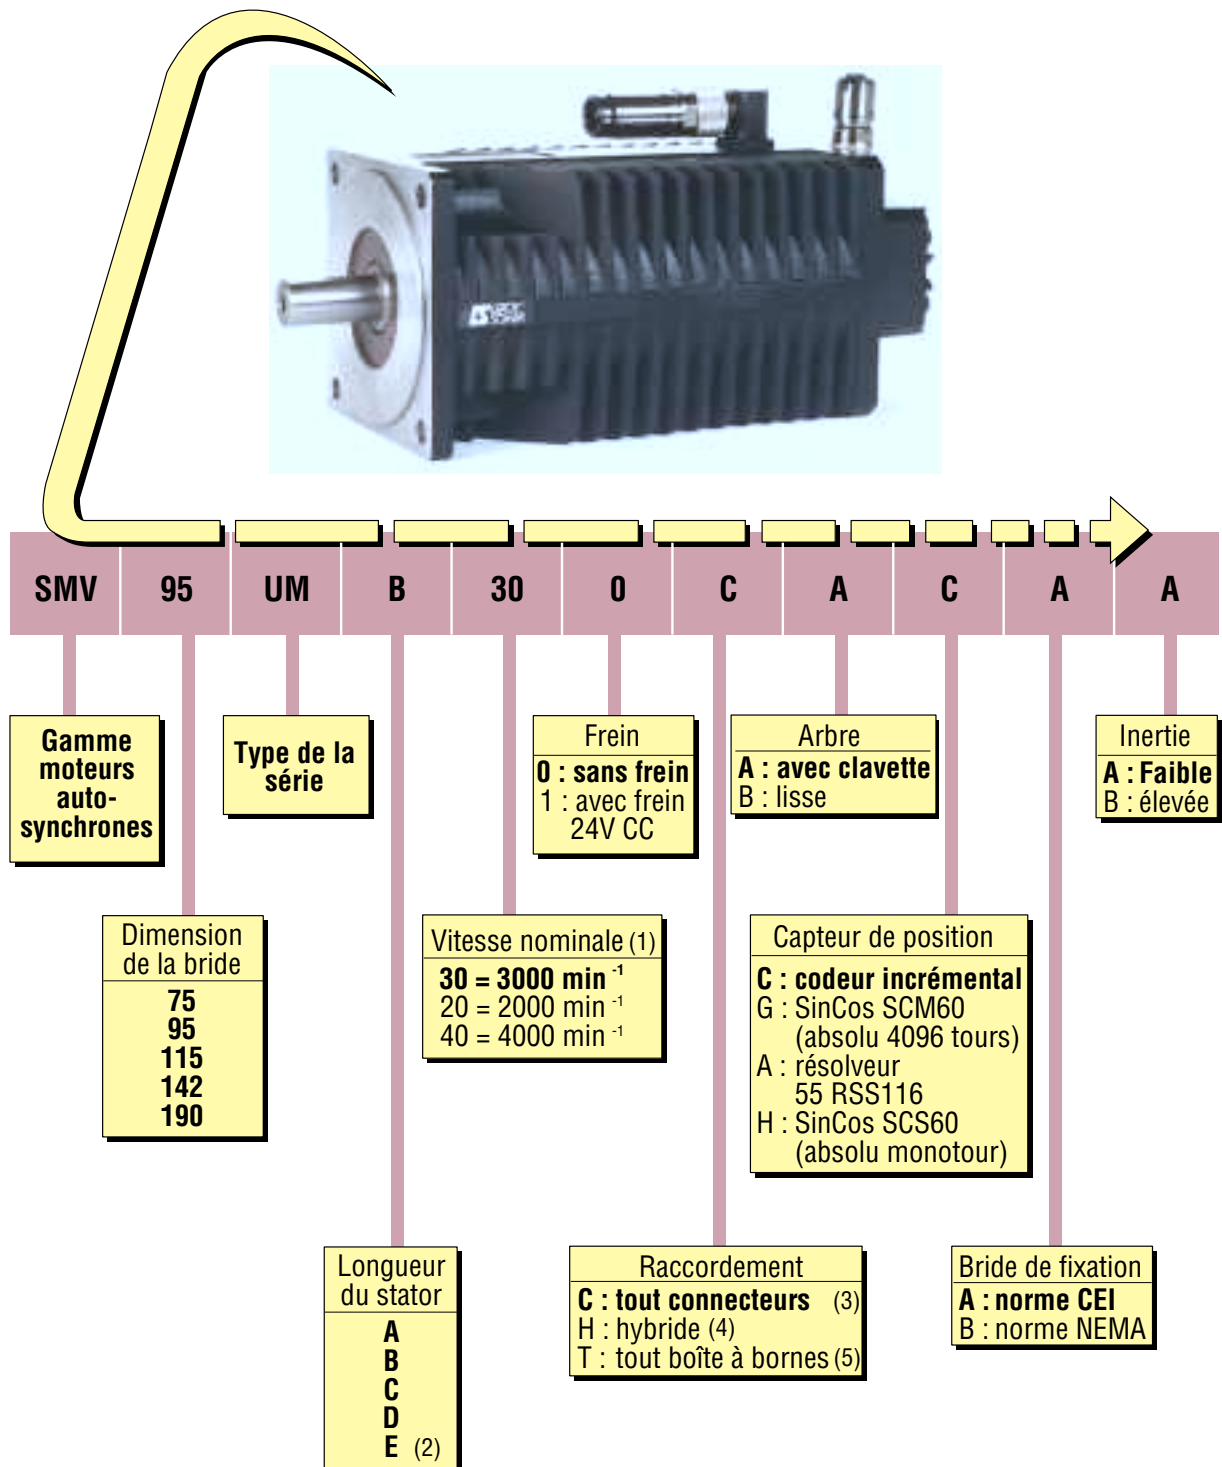 SMV 95 UM B 30 0 C A C A A
Gamme
moteurs
auto-
synchrones
Type de la
série
Frein
0 : sans frein
1 : avec frein
24V CC
Arbre
A : avec clavette
B : lisse
Inertie
A : Faible
B : élevée
Dimension
de la bride
75
95
115
142
190
Vitesse nominale (1)
30 = 3000 min -1
20 = 2000 min -1
40 = 4000 min -1
Capteur de position
C : codeur incrémental
G : SinCos SCM60
(absolu 4096 tours)
A : résolveur
55 RSS116
H : SinCos SCS60
(absolu monotour)
Longueur
du stator
A
B
C
D
E (2)
Raccordement
C : tout connecteurs (3)
H : hybride (4)
T : tout boîte à bornes (5)
Bride de fixation
A : norme CEI
B : norme NEMA